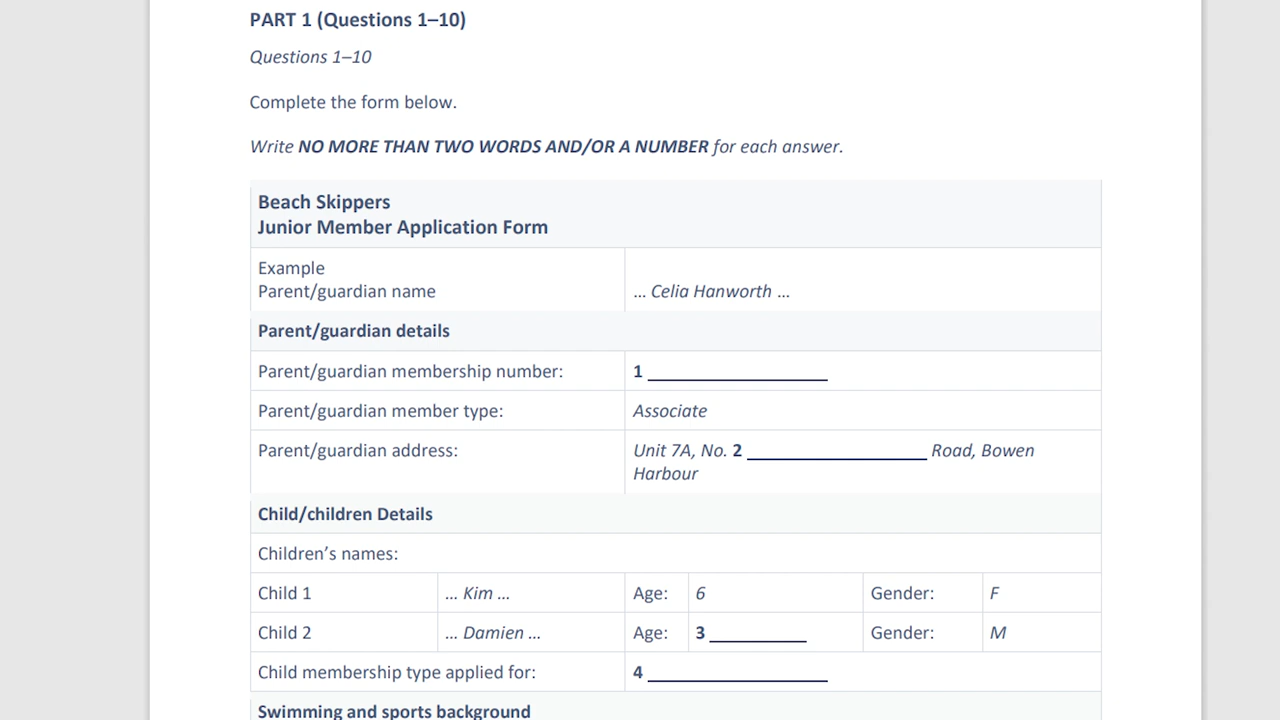 PART 1 (Questions 1–10)
Questions 1–10
Complete the form below.
Write NO MORE THAN TWO WORDS AND/OR A NUMBER for each answer.
Beach Skippers
Junior Member Application Form
Example
Parent/guardian name
... Celia Hanworth ...
Parent/guardian details
Parent/guardian membership number: 1 ____________________
Parent/guardian member type: Associate
Parent/guardian address: Unit 7A, No. 2 ____________________ Road, Bowen
Harbour
Child/children Details
Children’s names:
Child 1 ... Kim ... Age: 6 Gender: F
Child 2 ... Damien ... Age: 3 ___________ Gender: M
Child membership type applied for: 4 ____________________
Swimming and sports background